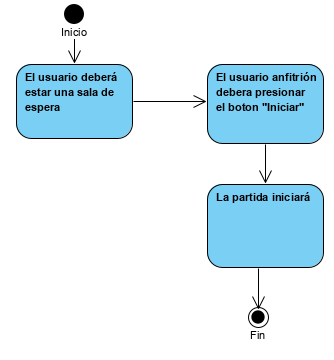 Inicio
El usuario deberá
estar una sala de
espera
El usuario anfitrión
debera presionar
el boton "Iniciar"
La partida iniciará
Fin